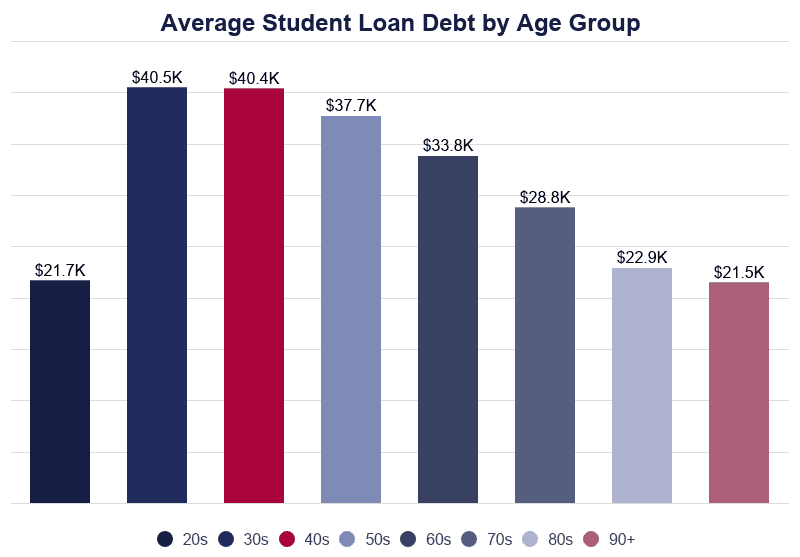 Average Student Loan Debt by Age Group
$21.7K
$40.5K
$40.4K
$37.7K
$33.8K
$28.8K
$22.9K
$21.5K
20s 30s 40s 50s 60s 70s 80s 90+